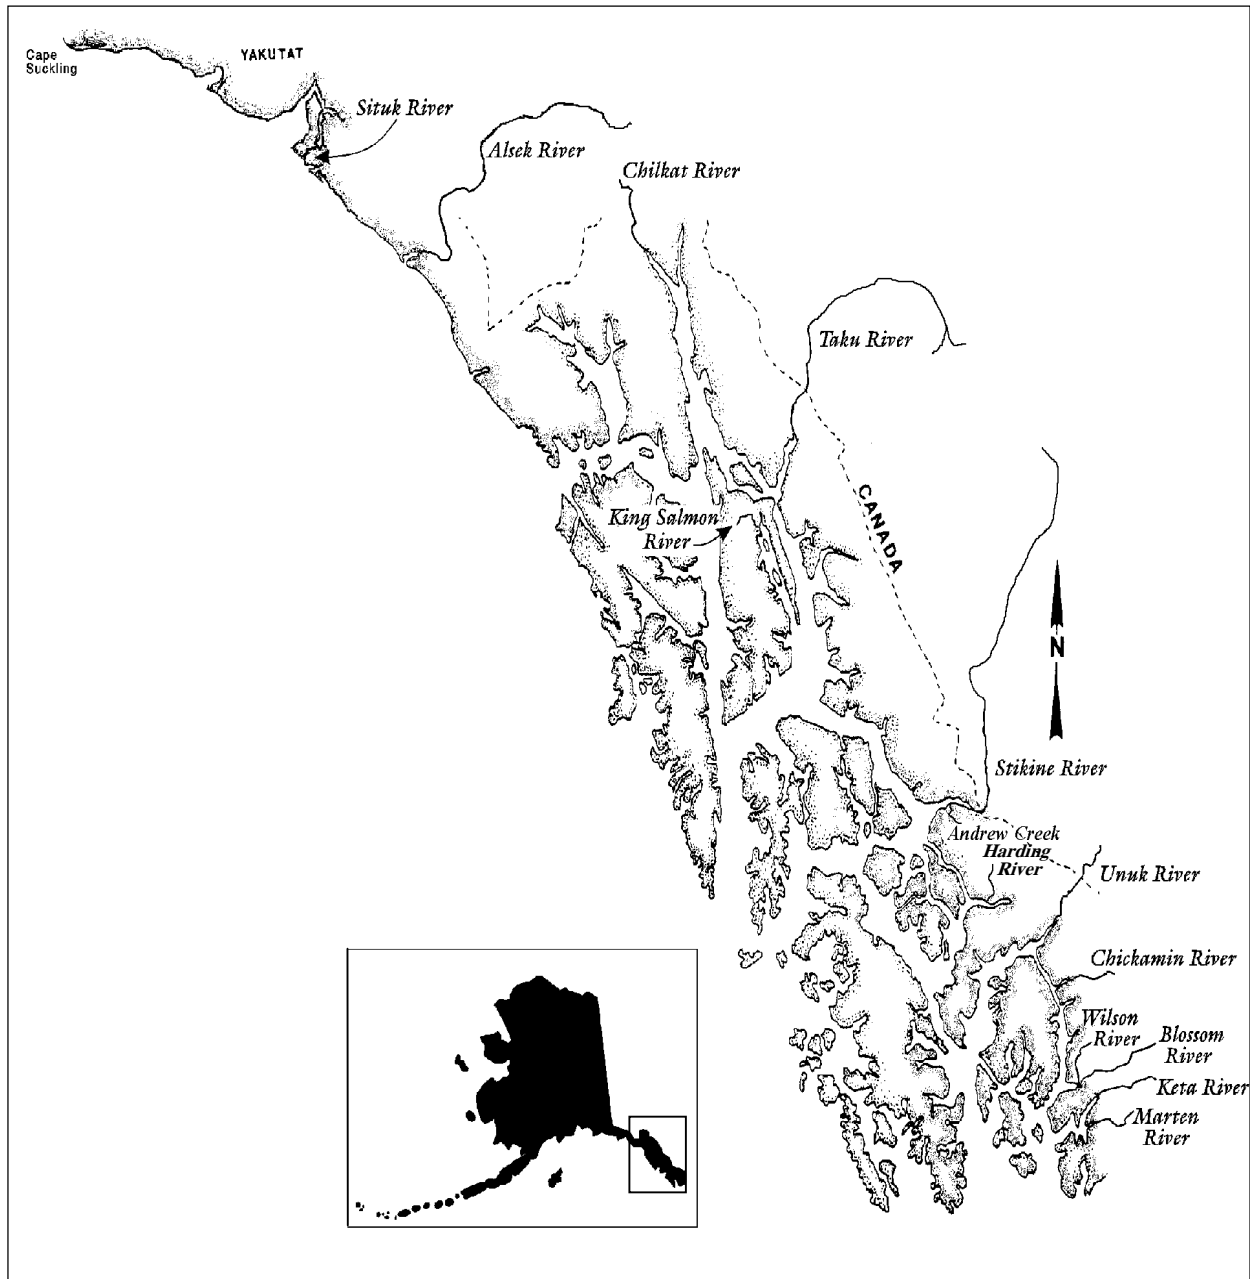 Cape
Suckling
YAKUTAT
Situk River
Alsek River
Chilkat River
Taku River
King Salmon
River
CANADA
N
Stikine River
Andrew Creek
Harding
River
Unuk River
Chickamin River
Wilson
River
Blossom
River
Keta River
Marten
River